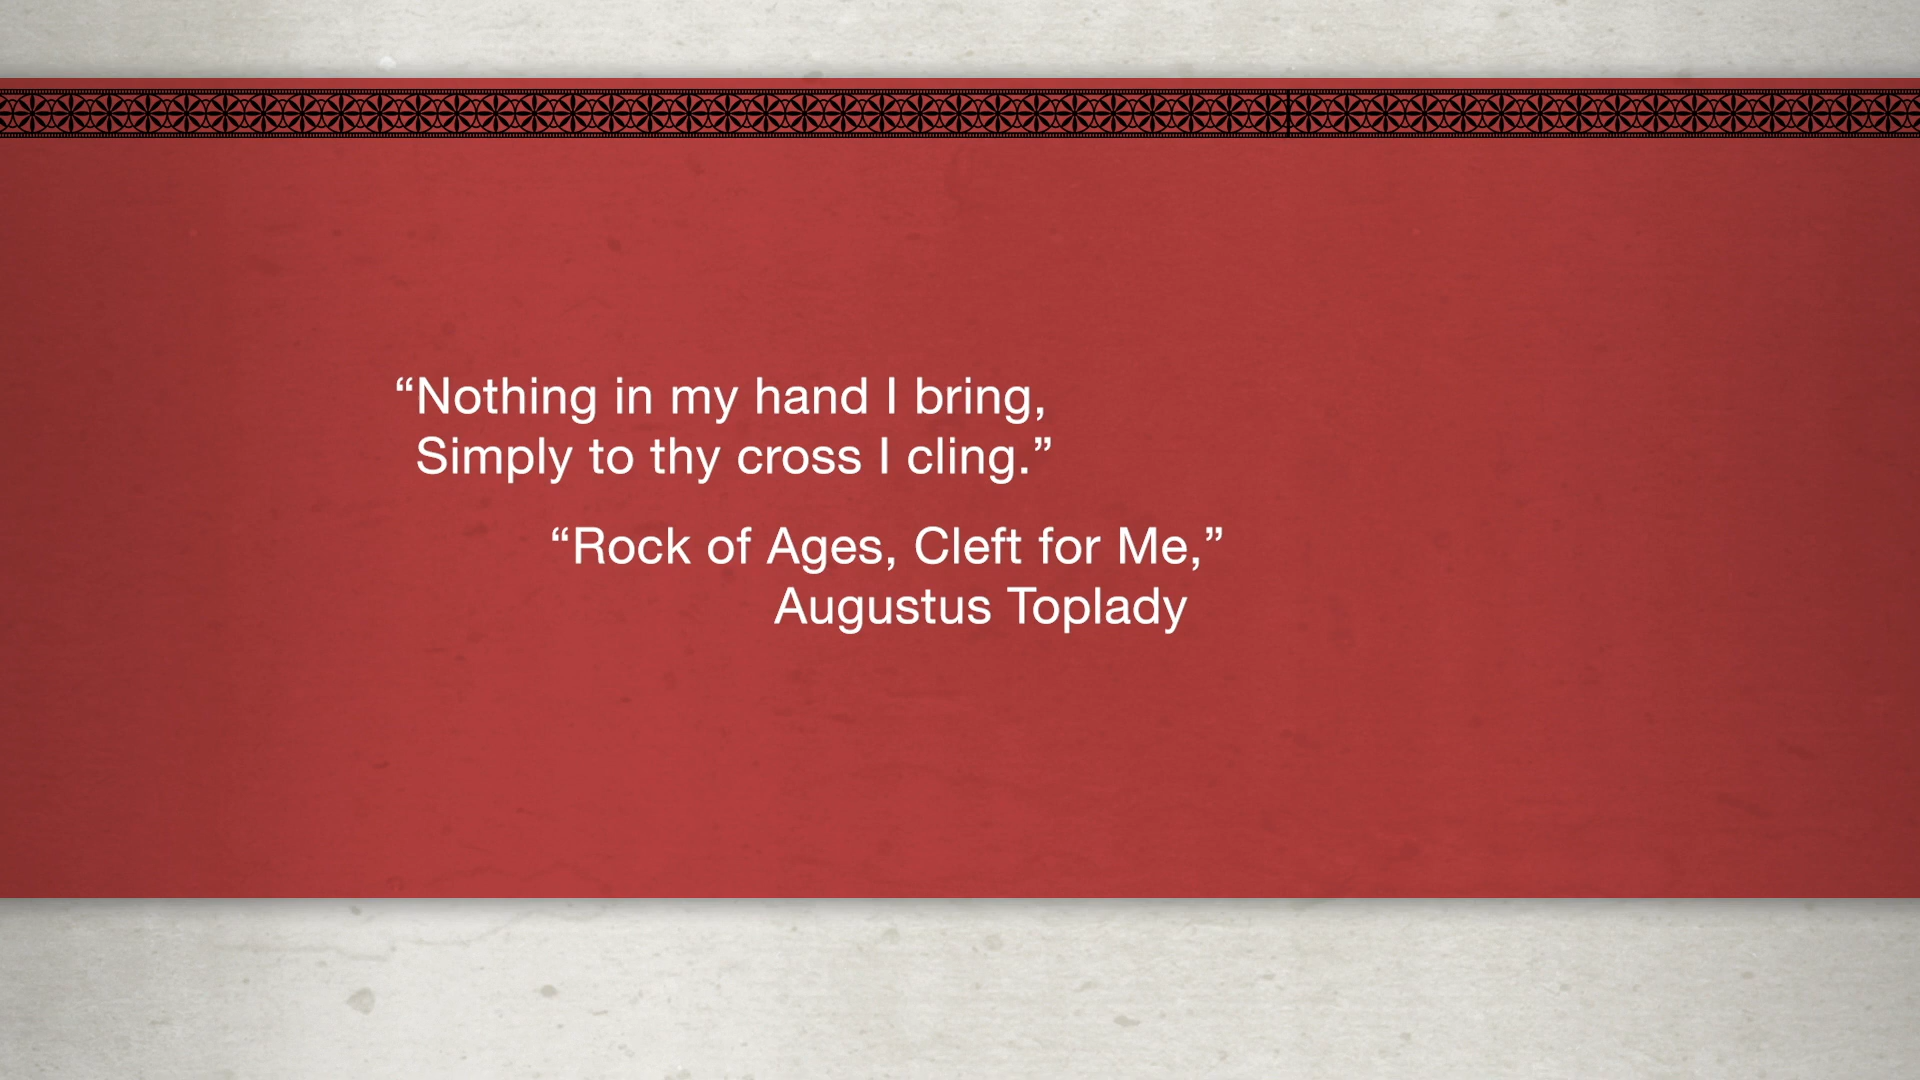 “Nothing in my hand I bring,
Simply to thy cross I cling.”
“Rock of Ages, Cleft for Me,”
Augustus Toplady